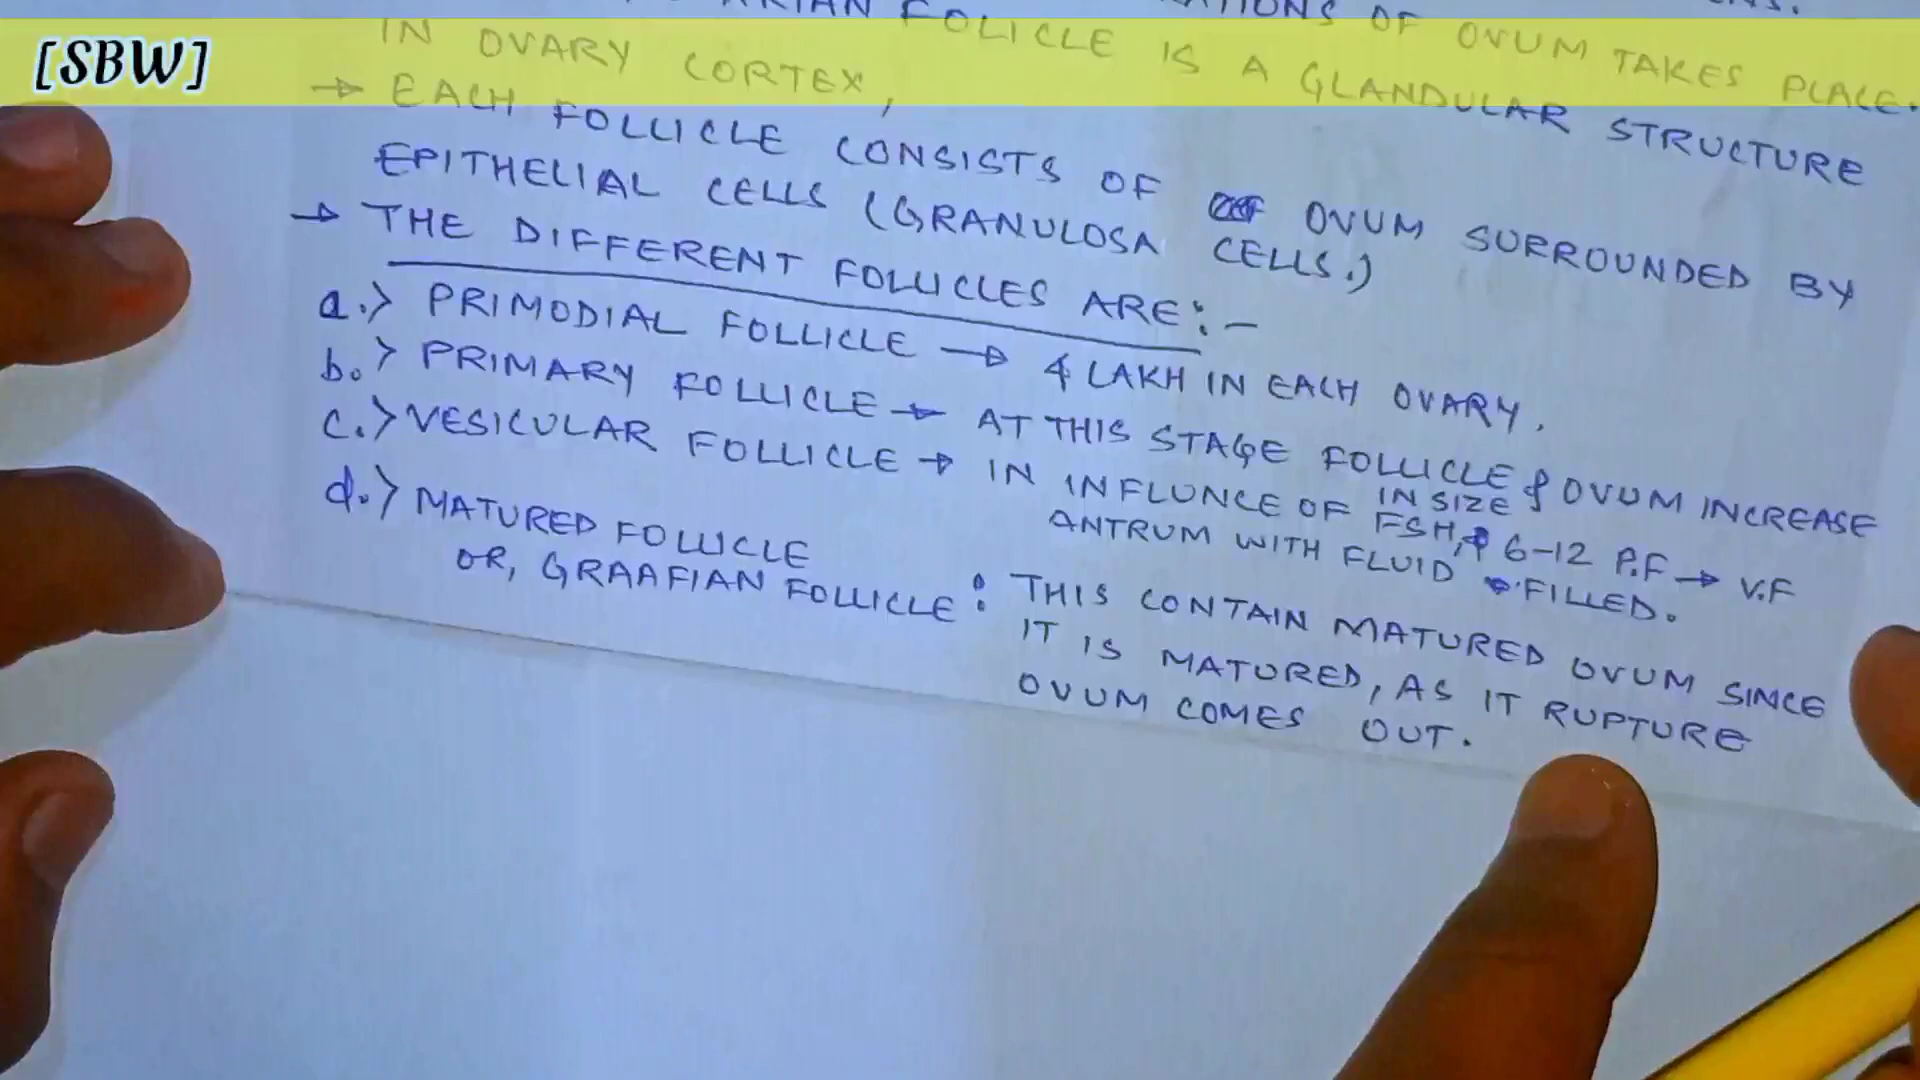 [SBW]
FOLICLE IS A GLANDULAR STRUCTURE
OF OVUM TAKES PLACE.
IN OVARY CORTEX,
→ EACH FOLLICLE CONSISTS OF OVUM SURROUNDED BY
EPITHELIAL CELLS (GRANULOSA CELLS.)
→ THE DIFFERENT FOLLICLES ARE:-
a.> PRIMODIAL FOLLICLE → 4 LAKH IN EACH OVARY.
b.> PRIMARY FOLLICLE → AT THIS STAGE FOLLICLE & OVUM INCREASE
IN SIZE
c.> VESICULAR FOLLICLE → IN INFLUNCE OF FSH, 6-12 P.F → V.F
ANTRUM WITH FLUID FILLED.
d.> MATURED FOLLICLE
OR, GRAAFIAN FOLLICLE : THIS CONTAIN MATURED OVUM SINCE
IT IS MATURED, AS IT RUPTURE
OVUM COMES OUT.